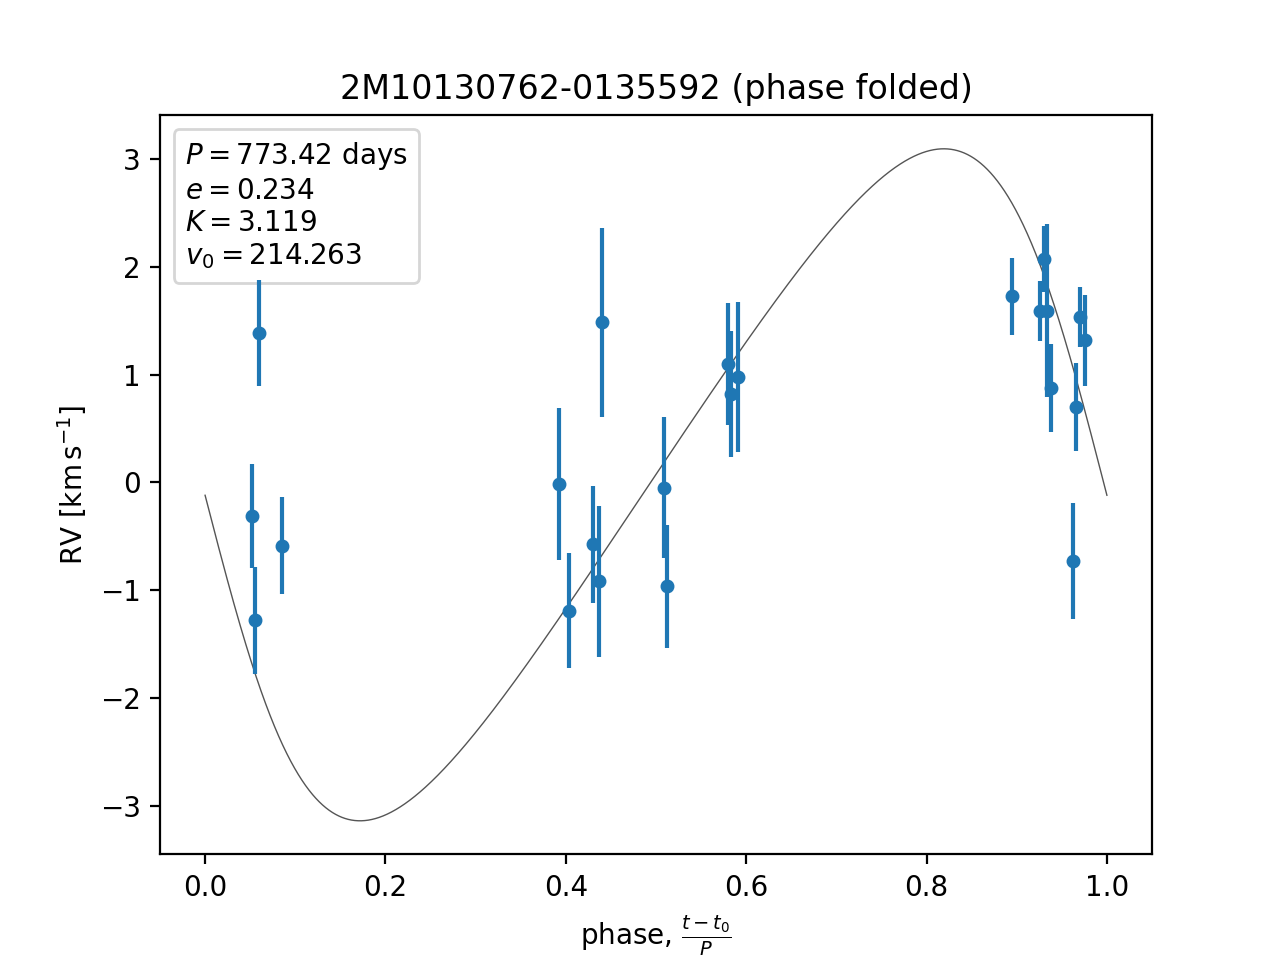 2M10130762-0135592 (phase folded)
P = 773.42 days
e = 0.234
K = 3.119
v₀ = 214.263
3
2
1
0
−1
−2
−3
RV [km s⁻¹]
0.0 0.2 0.4 0.6 0.8 1.0
phase, (t − t₀)/P